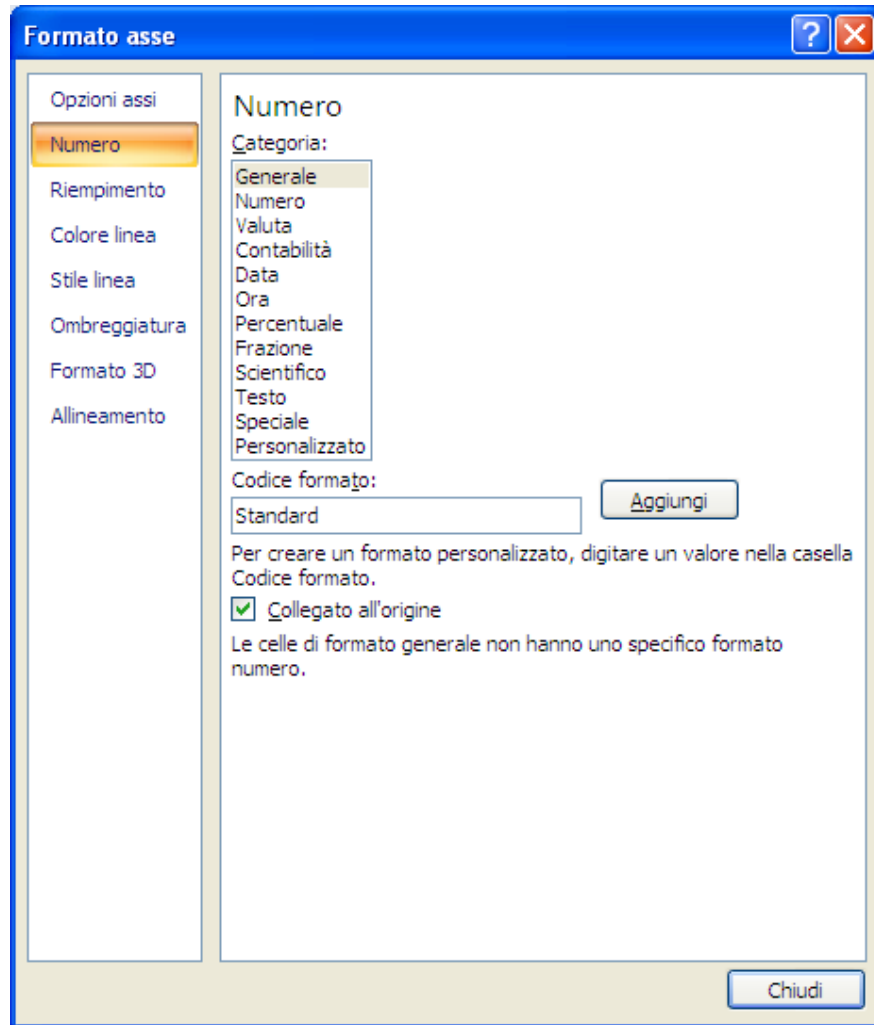 Formato asse
Opzioni assi
Numero
Riempimento
Colore linea
Stile linea
Ombreggiatura
Formato 3D
Allineamento
Numero
Categoria:
Generale
Numero
Valuta
Contabilità
Data
Ora
Percentuale
Frazione
Scientifico
Testo
Speciale
Personalizzato
Codice formato:
Standard
Aggiungi
Per creare un formato personalizzato, digitare un valore nella casella
Codice formato.
Collegato all'origine
Le celle di formato generale non hanno uno specifico formato
numero.
Chiudi